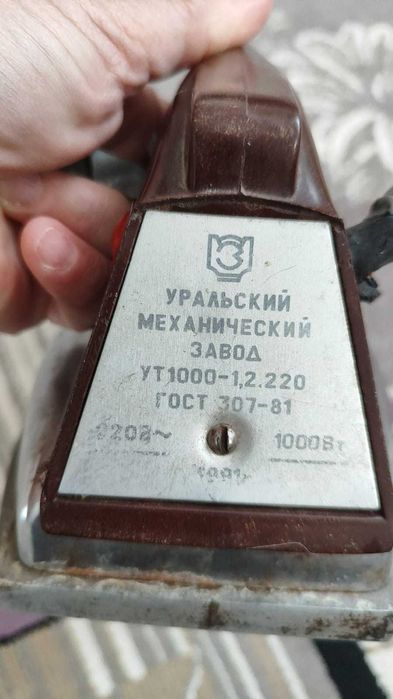 УРАЛЬСКИЙ
МЕХАНИЧЕСКИЙ
ЗАВОД
УТ1000-1,2.220
ГОСТ 307-81
220В~ 1000Вт
1991